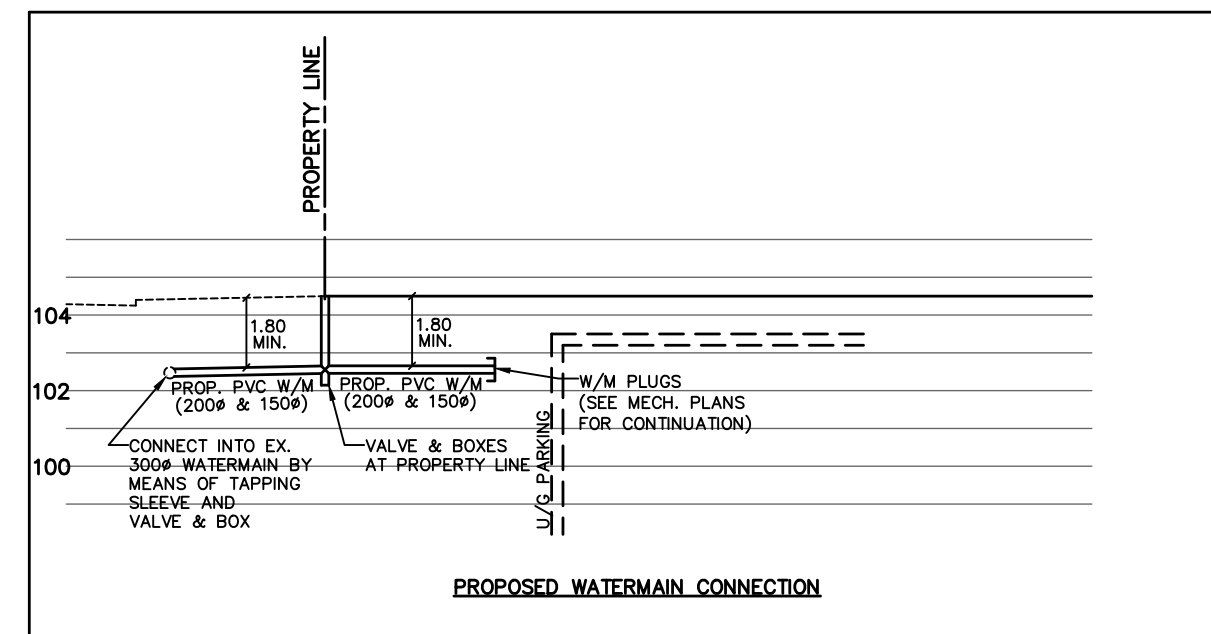 PROPERTY LINE
104
102
100
1.80
MIN.
1.80
MIN.
PROP. PVC W/M
(200ø & 150ø)
PROP. PVC W/M
(200ø & 150ø)
W/M PLUGS
(SEE MECH. PLANS
FOR CONTINUATION)
CONNECT INTO EX.
300ø WATERMAIN BY
MEANS OF TAPPING
SLEEVE AND
VALVE & BOX
VALVE & BOXES
AT PROPERTY LINE
U/G PARKING
PROPOSED WATERMAIN CONNECTION